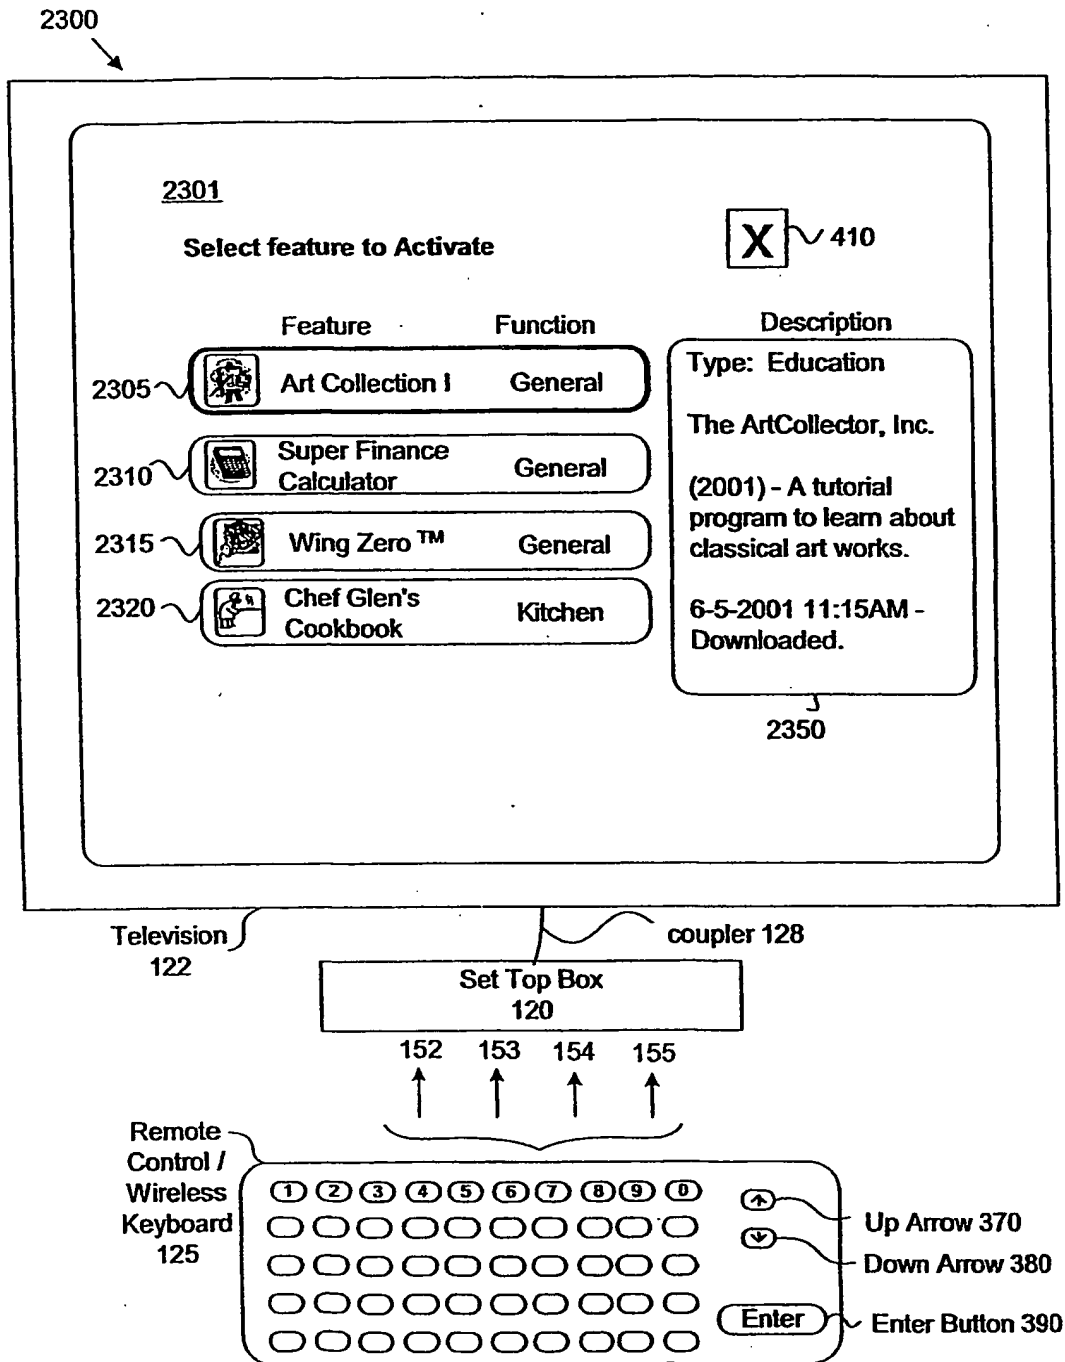 2300
2301
Select feature to Activate
X
410
Feature
Function
Description
2305
Art Collection I
General
2310
Super Finance
Calculator
General
2315
Wing Zero ™
General
2320
Chef Glen's
Cookbook
Kitchen
Type: Education
The ArtCollector, Inc.
(2001) - A tutorial
program to learn about
classical art works.
6-5-2001 11:15AM -
Downloaded.
2350
Television
122
coupler 128
Set Top Box
120
152 153 154 155
Remote
Control /
Wireless
Keyboard
125
1 2 3 4 5 6 7 8 9 0
Up Arrow 370
Down Arrow 380
Enter
Enter Button 390